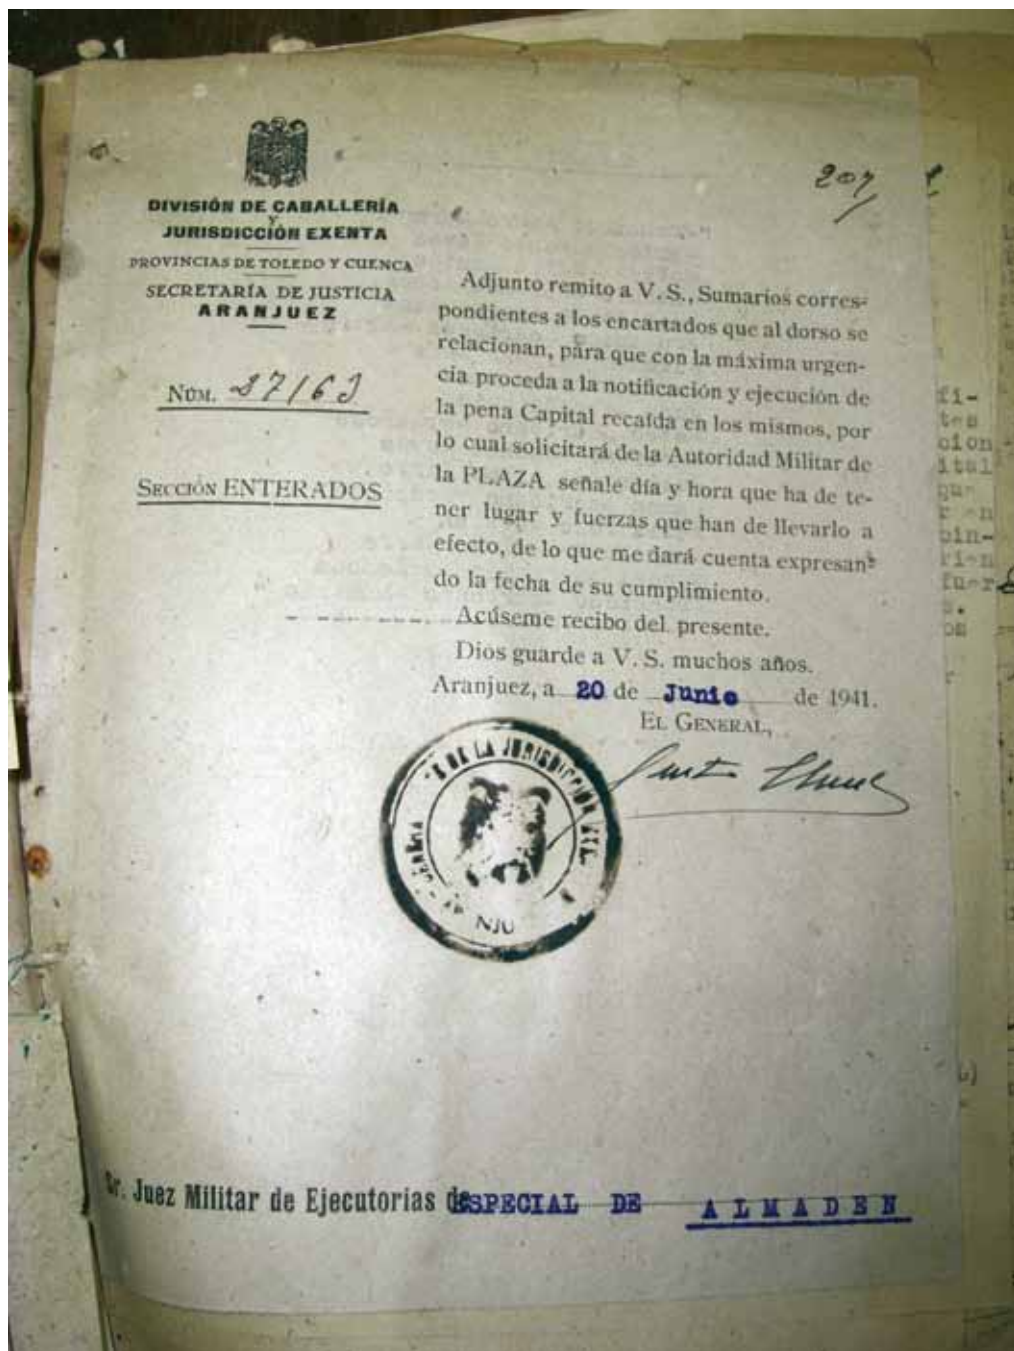 207
DIVISIÓN DE CABALLERÍA
Y
JURISDICCIÓN EXENTA
PROVINCIAS DE TOLEDO Y CUENCA
SECRETARÍA DE JUSTICIA
ARANJUEZ
NÚM. 37163
SECCIÓN ENTERADOS
Adjunto remito a V. S., Sumarios corres-
pondientes a los encartados que al dorso se
relacionan, para que con la máxima urgen-
cia proceda a la notificación y ejecución de
la pena Capital recaída en los mismos, por
lo cual solicitará de la Autoridad Militar de
la PLAZA señale día y hora que ha de te-
ner lugar y fuerzas que han de llevarlo a
efecto, de lo que me dará cuenta expresan-
do la fecha de su cumplimiento.
Acúseme recibo del presente.
Dios guarde a V. S. muchos años.
Aranjuez, a 20 de Junio de 1941.
EL GENERAL,
DE LA JURISDICCIÓN
Sr. Juez Militar de Ejecutorias de ESPECIAL DE ALMADEN